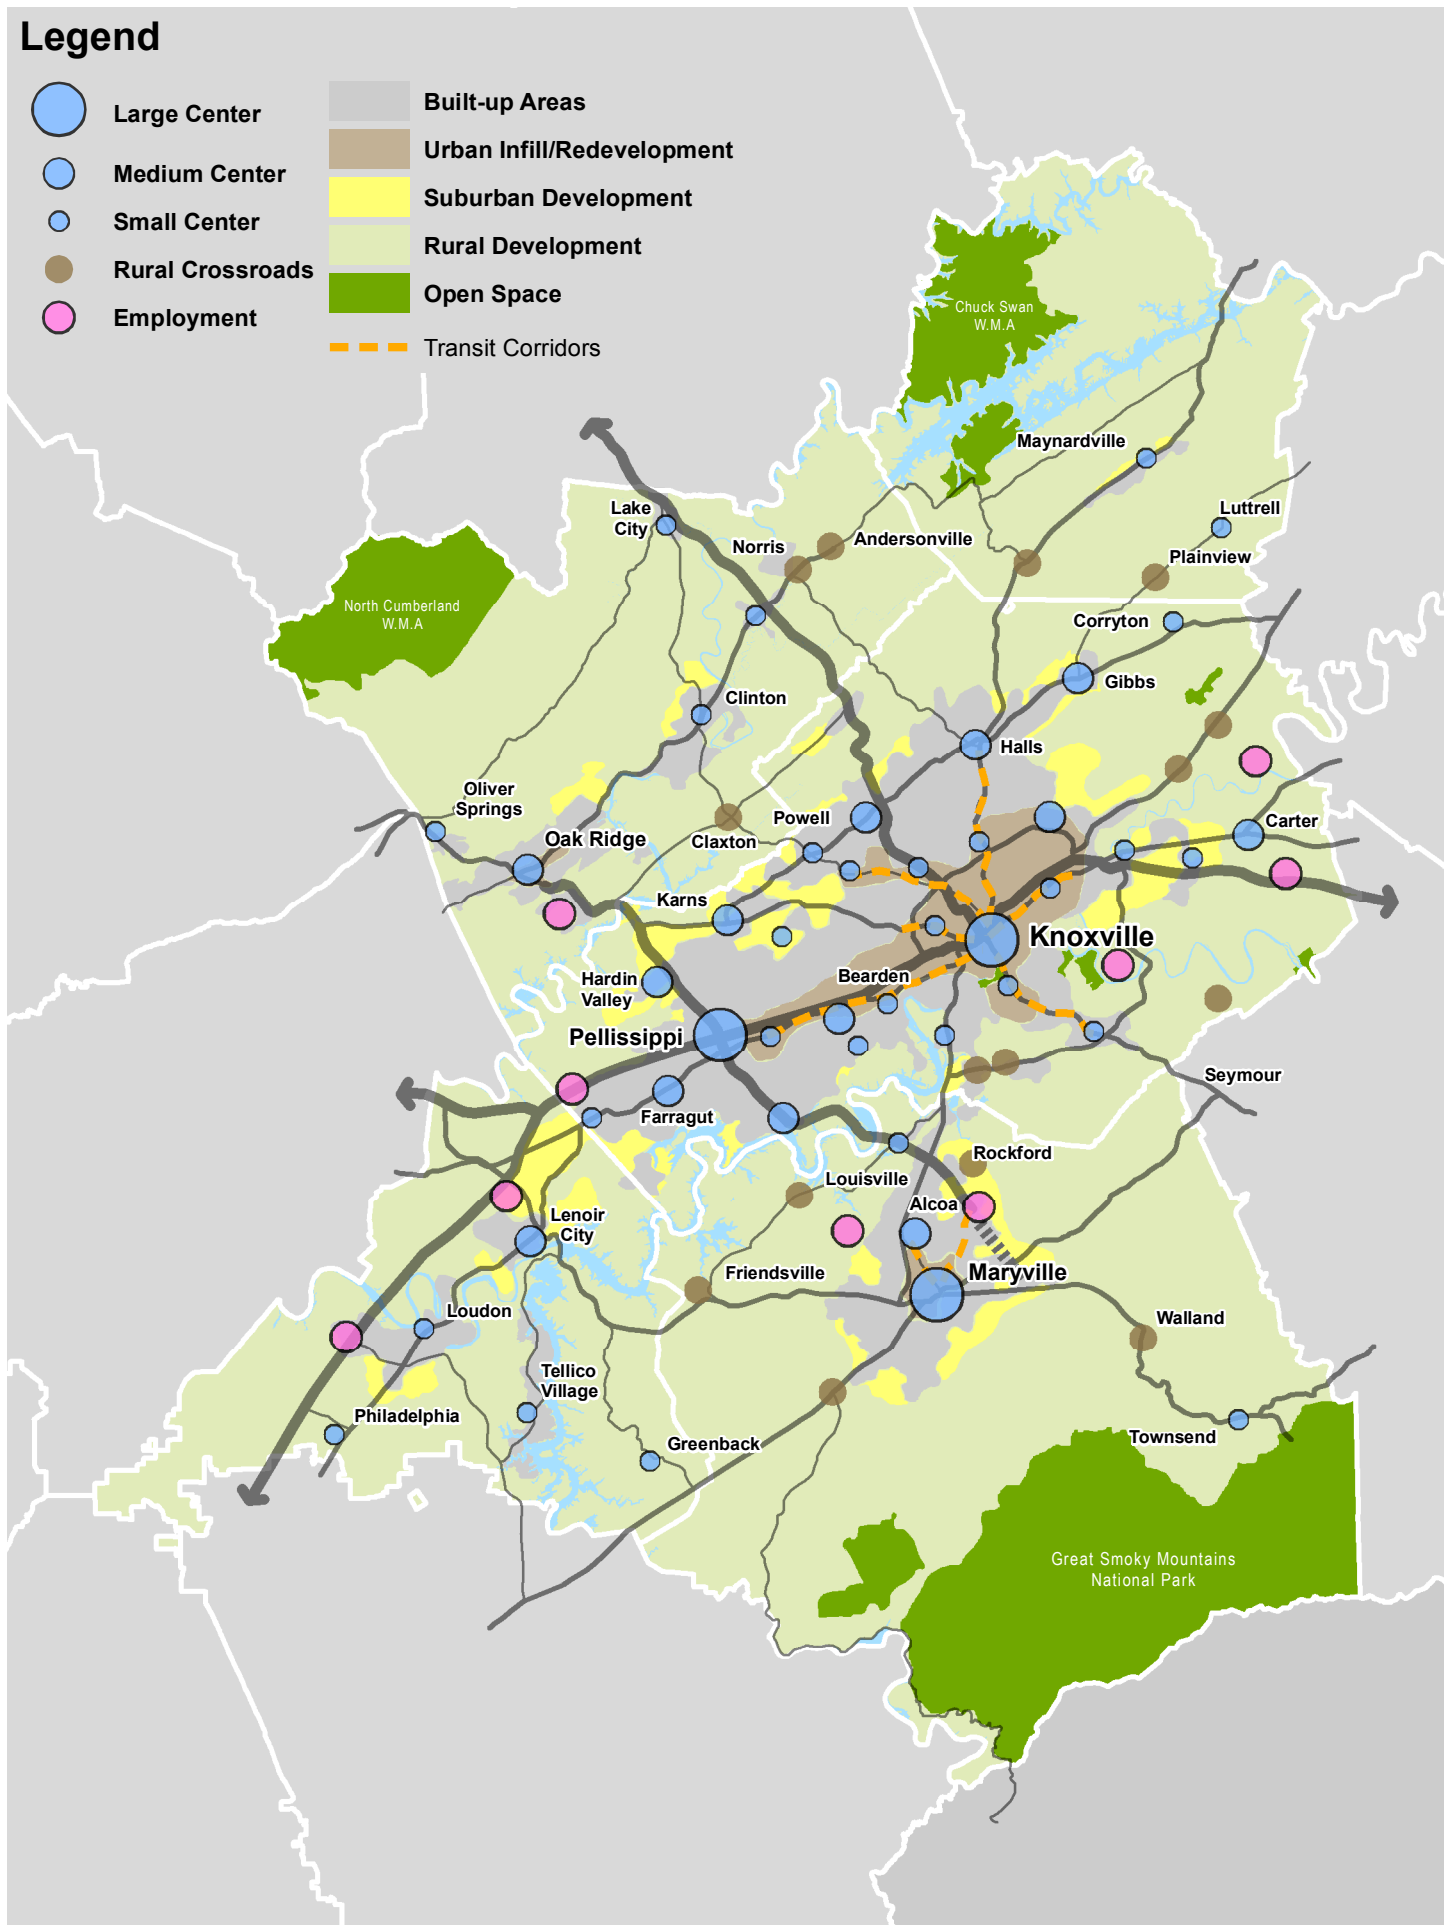 Legend
Large Center
Medium Center
Small Center
Rural Crossroads
Employment
Built-up Areas
Urban Infill/Redevelopment
Suburban Development
Rural Development
Open Space
Transit Corridors
Chuck Swan
W.M.A
Maynardville
Lake
City
Luttrell
Norris
Andersonville
Plainview
North Cumberland
W.M.A
Corryton
Gibbs
Clinton
Halls
Oliver
Springs
Powell
Carter
Oak Ridge
Claxton
Karns
Knoxville
Hardin
Valley
Bearden
Pellissippi
Seymour
Farragut
Rockford
Louisville
Alcoa
Lenoir
City
Friendsville
Maryville
Loudon
Walland
Tellico
Village
Philadelphia
Greenback
Townsend
Great Smoky Mountains
National Park